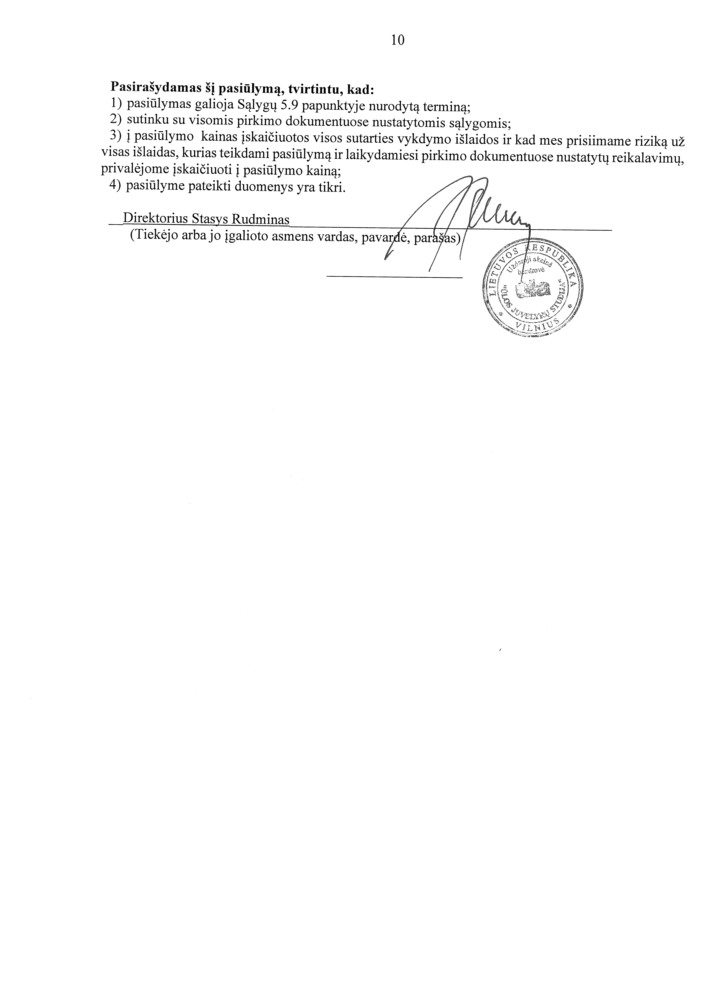 10
Pasirašydamas šį pasiūlymą, tvirtintu, kad:
1) pasiūlymas galioja Sąlygų 5.9 papunktyje nurodytą terminą;
2) sutinku su visomis pirkimo dokumentuose nustatytomis sąlygomis;
3) į pasiūlymo kainas įskaičiuotos visos sutarties vykdymo išlaidos ir kad mes prisiimame riziką už
visas išlaidas, kurias teikdami pasiūlymą ir laikydamiesi pirkimo dokumentuose nustatytų reikalavimų,
privalėjome įskaičiuoti į pasiūlymo kainą;
4) pasiūlyme pateikti duomenys yra tikri.
Direktorius Stasys Rudminas
(Tiekėjo arba jo įgalioto asmens vardas, pavardė, parašas)
LIETUVOS RESPUBLIKA
Uždaroji akcinė
bendrovė
ūla
"ŪLOS JUVELYRŲ STUDIJA"
* VILNIUS *